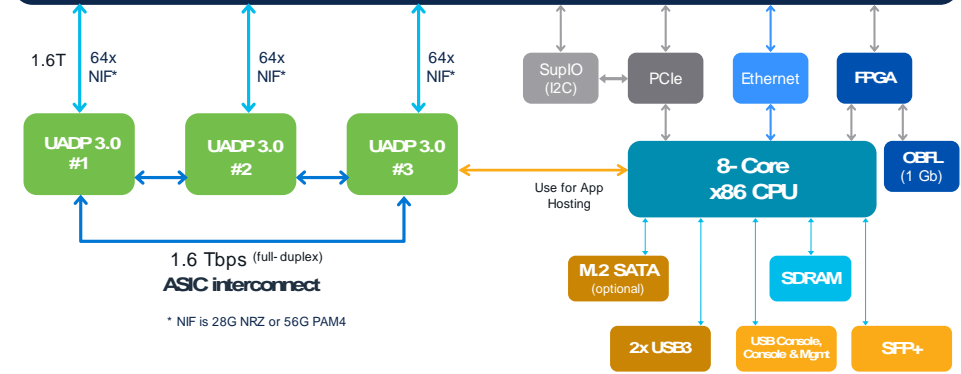 1.6T
64x
NIF*
64x
NIF*
64x
NIF*
SupIO
(I2C)
PCIe
Ethernet
FPGA
UADP 3.0
#1
UADP 3.0
#2
UADP 3.0
#3
Use for App
Hosting
8- Core
x86 CPU
OBFL
(1 Gb)
1.6 Tbps (full- duplex)
ASIC interconnect
* NIF is 28G NRZ or 56G PAM4
M.2 SATA
(optional)
SDRAM
2x USB3
USB Console,
Console & Mgmt
SFP+